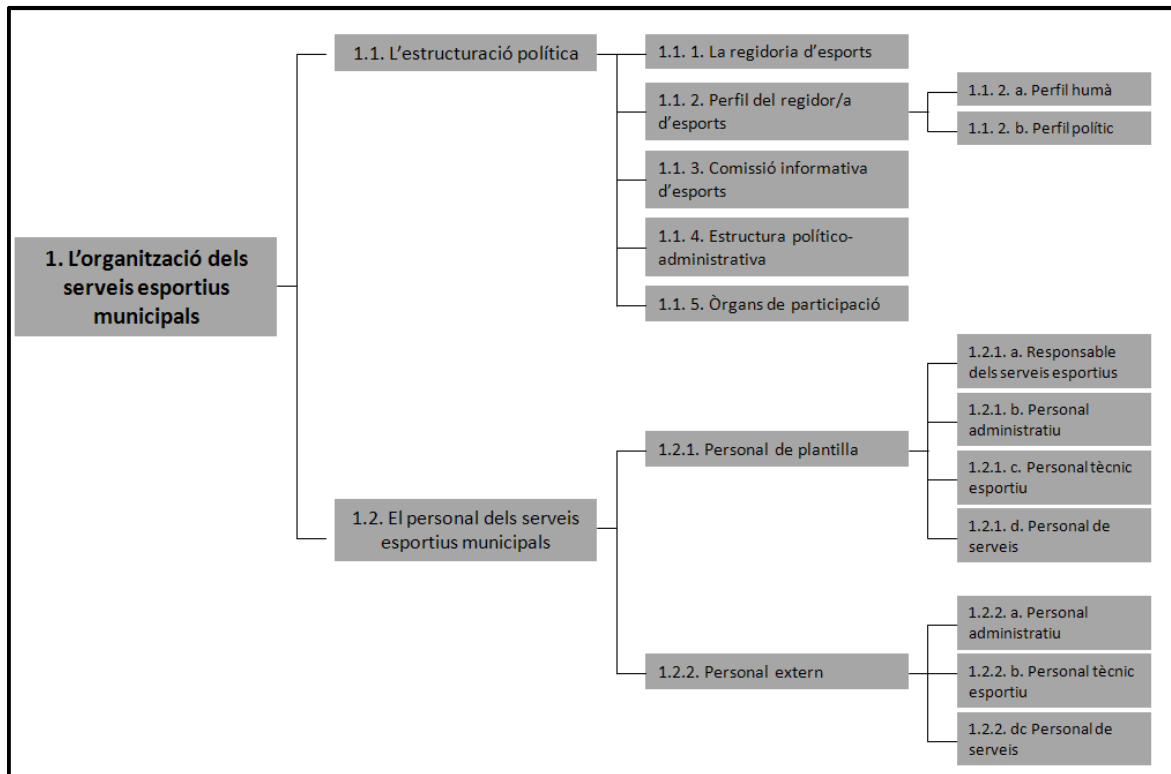 1. L'organització dels
serveis esportius
municipals
1.1. L'estructuració política
1.1. 1. La regidoria d'esports
1.1. 2. Perfil del regidor/a
d'esports
1.1. 2. a. Perfil humà
1.1. 2. b. Perfil polític
1.1. 3. Comissió informativa
d'esports
1.1. 4. Estructura político-
administrativa
1.1. 5. Òrgans de participació
1.2. El personal dels serveis
esportius municipals
1.2.1. Personal de plantilla
1.2.1. a. Responsable
dels serveis esportius
1.2.1. b. Personal
administratiu
1.2.1. c. Personal tècnic
esportiu
1.2.1. d. Personal de
serveis
1.2.2. Personal extern
1.2.2. a. Personal
administratiu
1.2.2. b. Personal tècnic
esportiu
1.2.2. dc Personal de
serveis